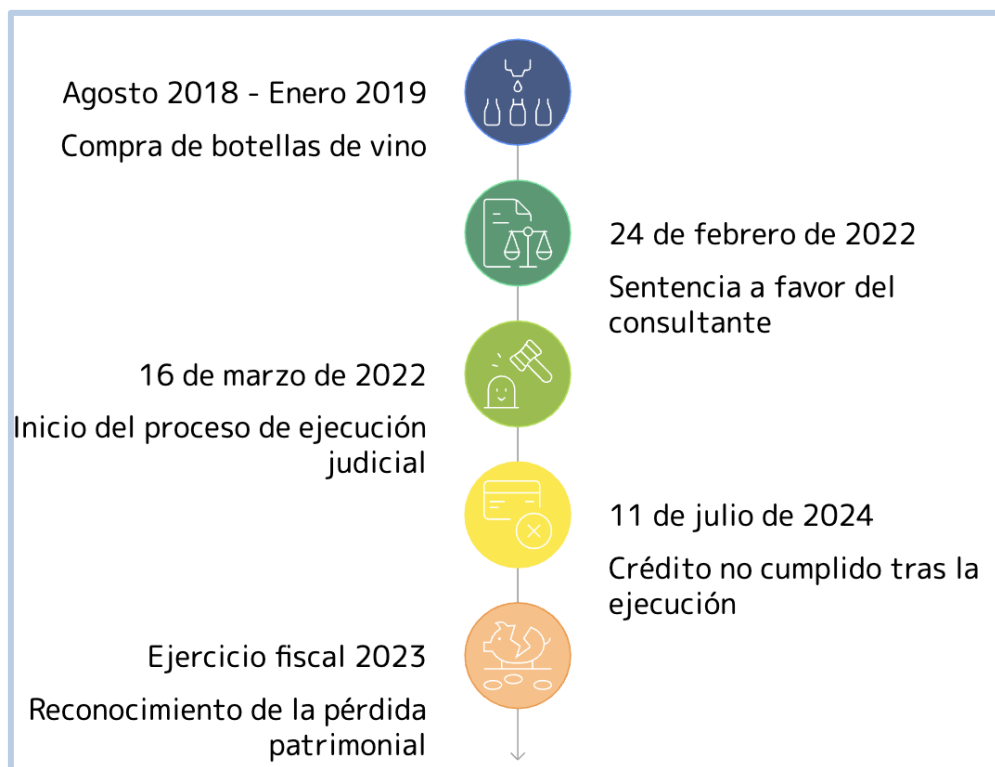 Agosto 2018 - Enero 2019
Compra de botellas de vino
24 de febrero de 2022
Sentencia a favor del
consultante
16 de marzo de 2022
Inicio del proceso de ejecución
judicial
11 de julio de 2024
Crédito no cumplido tras la
ejecución
Ejercicio fiscal 2023
Reconocimiento de la pérdida
patrimonial